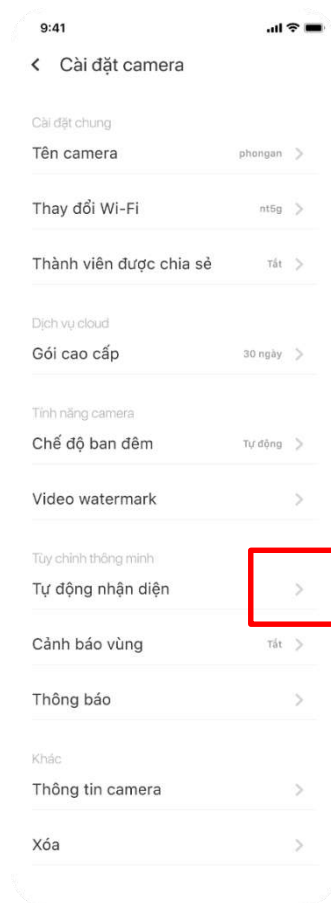 9:41
Cài đặt camera
Cài đặt chung
Tên camera phongan
Thay đổi Wi-Fi nt5g
Thành viên được chia sẻ Tắt
Dịch vụ cloud
Gói cao cấp 30 ngày
Tính năng camera
Chế độ ban đêm Tự động
Video watermark
Tùy chỉnh thông minh
Tự động nhận diện
Cảnh báo vùng Tắt
Thông báo
Khác
Thông tin camera
Xóa